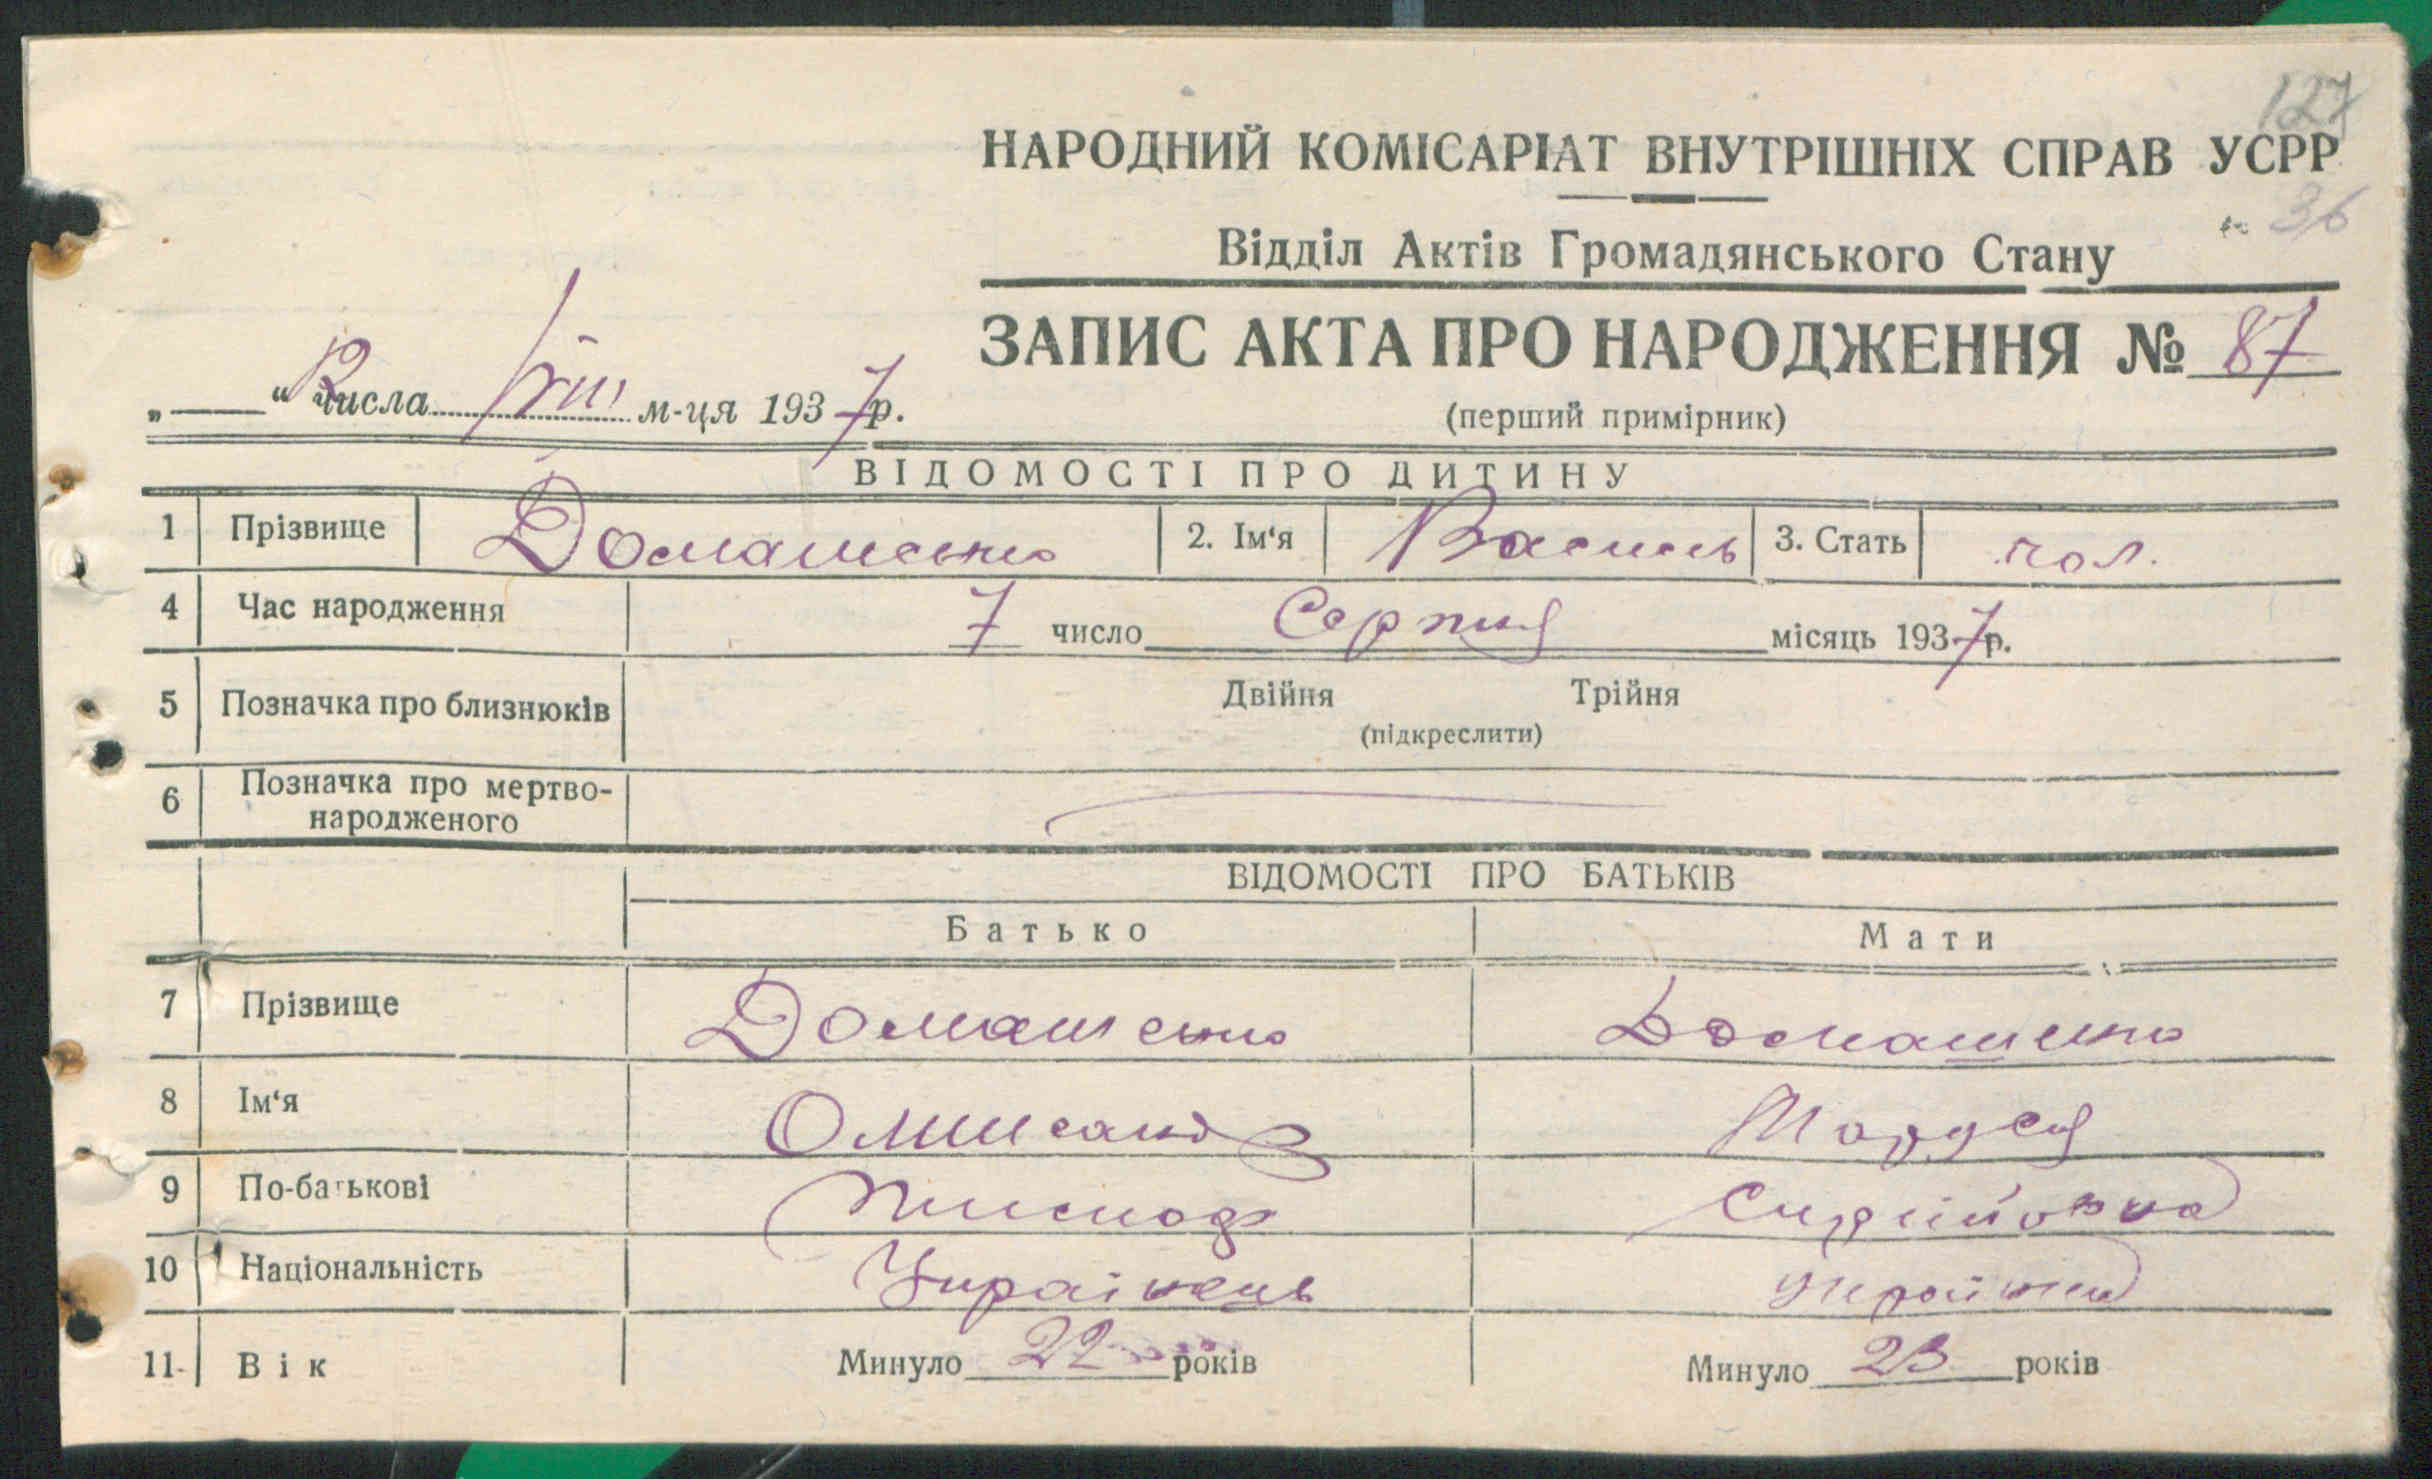 127
НАРОДНИЙ КОМІСАРІАТ ВНУТРІШНІХ СПРАВ УСРР
36
Відділ Актів Громадянського Стану
ЗАПИС АКТА ПРО НАРОДЖЕННЯ № 87
„ “ числа VIII м-ця 1937 р.
(перший примірник)
ВІДОМОСТІ ПРО ДИТИНУ
1 Прізвище Домашенко 2. Ім‘я Василь 3. Стать чол.
4 Час народження 7 число Серпня місяць 1937 р.
5 Позначка про близнюків Двійня Трійня
(підкреслити)
6 Позначка про мертво-
народженого
ВІДОМОСТІ ПРО БАТЬКІВ
Батько Мати
7 Прізвище Домашенко Домашенко
8 Ім‘я Олександ Маруся
9 По-батькові Сергійовна
10 Національність Українець Українка
11 Вік Минуло 22 років Минуло 23 років